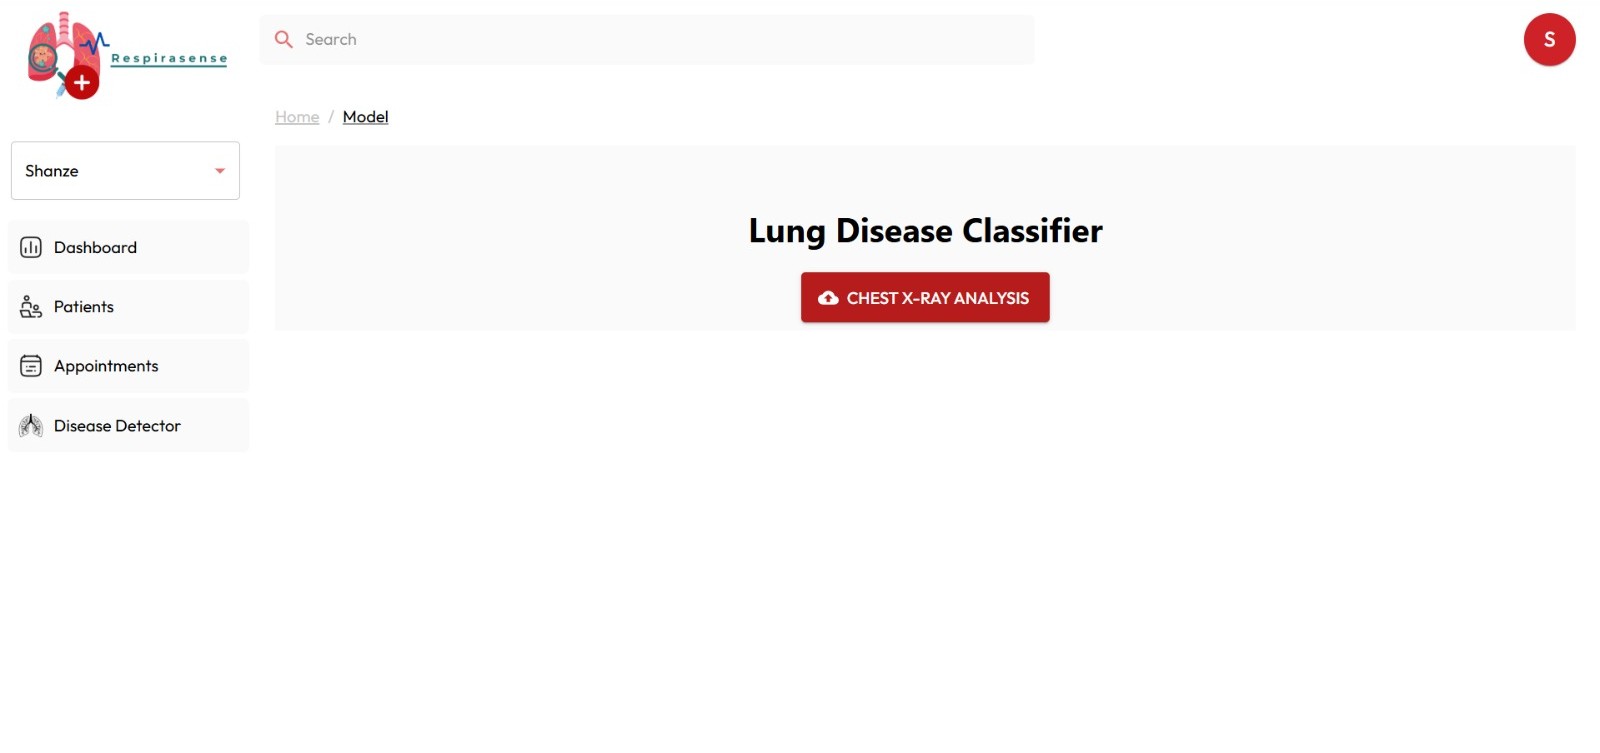 Respirasense
Search
S
Home / Model
Shanze
Lung Disease Classifier
CHEST X-RAY ANALYSIS
Dashboard
Patients
Appointments
Disease Detector